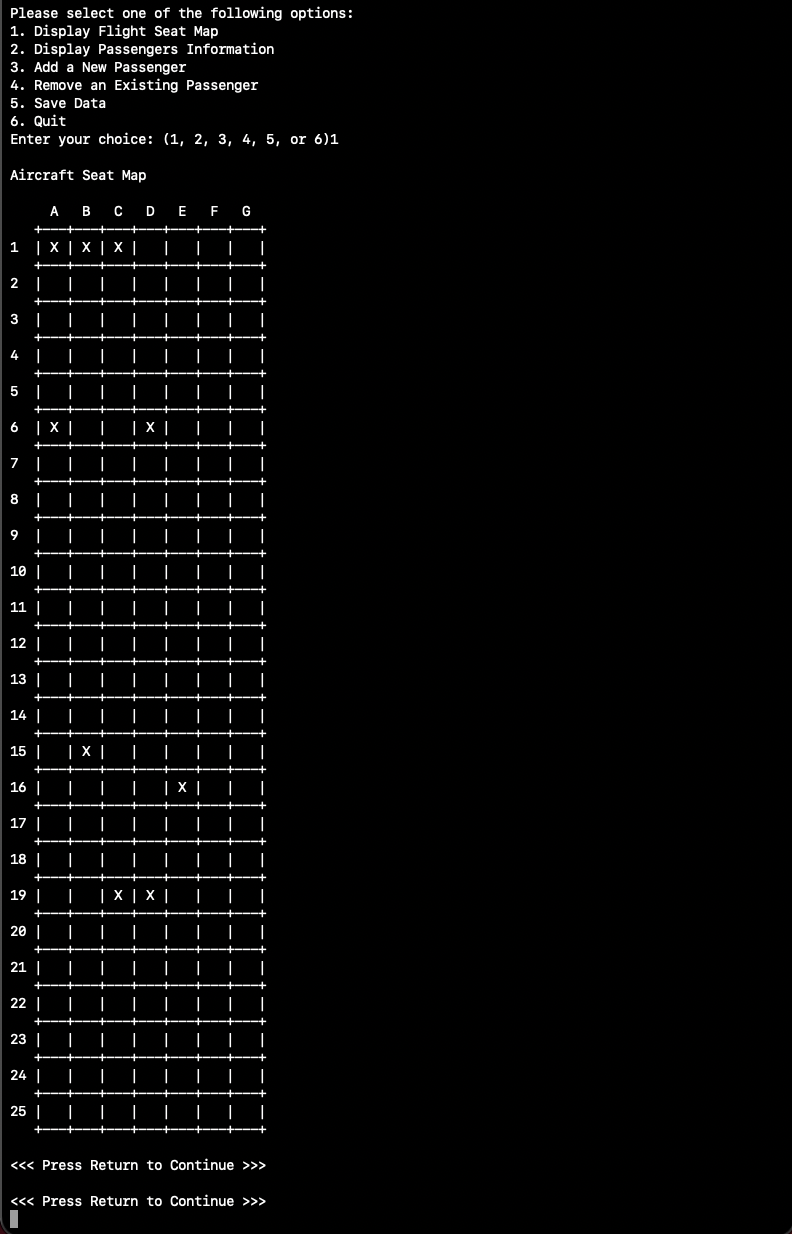 Please select one of the following options:
1. Display Flight Seat Map
2. Display Passengers Information
3. Add a New Passenger
4. Remove an Existing Passenger
5. Save Data
6. Quit
Enter your choice: (1, 2, 3, 4, 5, or 6)1

Aircraft Seat Map

     A   B   C   D   E   F   G
   +---+---+---+---+---+---+---+
1  | X | X | X |   |   |   |   |
   +---+---+---+---+---+---+---+
2  |   |   |   |   |   |   |   |
   +---+---+---+---+---+---+---+
3  |   |   |   |   |   |   |   |
   +---+---+---+---+---+---+---+
4  |   |   |   |   |   |   |   |
   +---+---+---+---+---+---+---+
5  |   |   |   |   |   |   |   |
   +---+---+---+---+---+---+---+
6  | X |   |   | X |   |   |   |
   +---+---+---+---+---+---+---+
7  |   |   |   |   |   |   |   |
   +---+---+---+---+---+---+---+
8  |   |   |   |   |   |   |   |
   +---+---+---+---+---+---+---+
9  |   |   |   |   |   |   |   |
   +---+---+---+---+---+---+---+
10 |   |   |   |   |   |   |   |
   +---+---+---+---+---+---+---+
11 |   |   |   |   |   |   |   |
   +---+---+---+---+---+---+---+
12 |   |   |   |   |   |   |   |
   +---+---+---+---+---+---+---+
13 |   |   |   |   |   |   |   |
   +---+---+---+---+---+---+---+
14 |   |   |   |   |   |   |   |
   +---+---+---+---+---+---+---+
15 |   | X |   |   |   |   |   |
   +---+---+---+---+---+---+---+
16 |   |   |   |   | X |   |   |
   +---+---+---+---+---+---+---+
17 |   |   |   |   |   |   |   |
   +---+---+---+---+---+---+---+
18 |   |   |   |   |   |   |   |
   +---+---+---+---+---+---+---+
19 |   |   | X | X |   |   |   |
   +---+---+---+---+---+---+---+
20 |   |   |   |   |   |   |   |
   +---+---+---+---+---+---+---+
21 |   |   |   |   |   |   |   |
   +---+---+---+---+---+---+---+
22 |   |   |   |   |   |   |   |
   +---+---+---+---+---+---+---+
23 |   |   |   |   |   |   |   |
   +---+---+---+---+---+---+---+
24 |   |   |   |   |   |   |   |
   +---+---+---+---+---+---+---+
25 |   |   |   |   |   |   |   |
   +---+---+---+---+---+---+---+

<<< Press Return to Continue >>>

<<< Press Return to Continue >>>